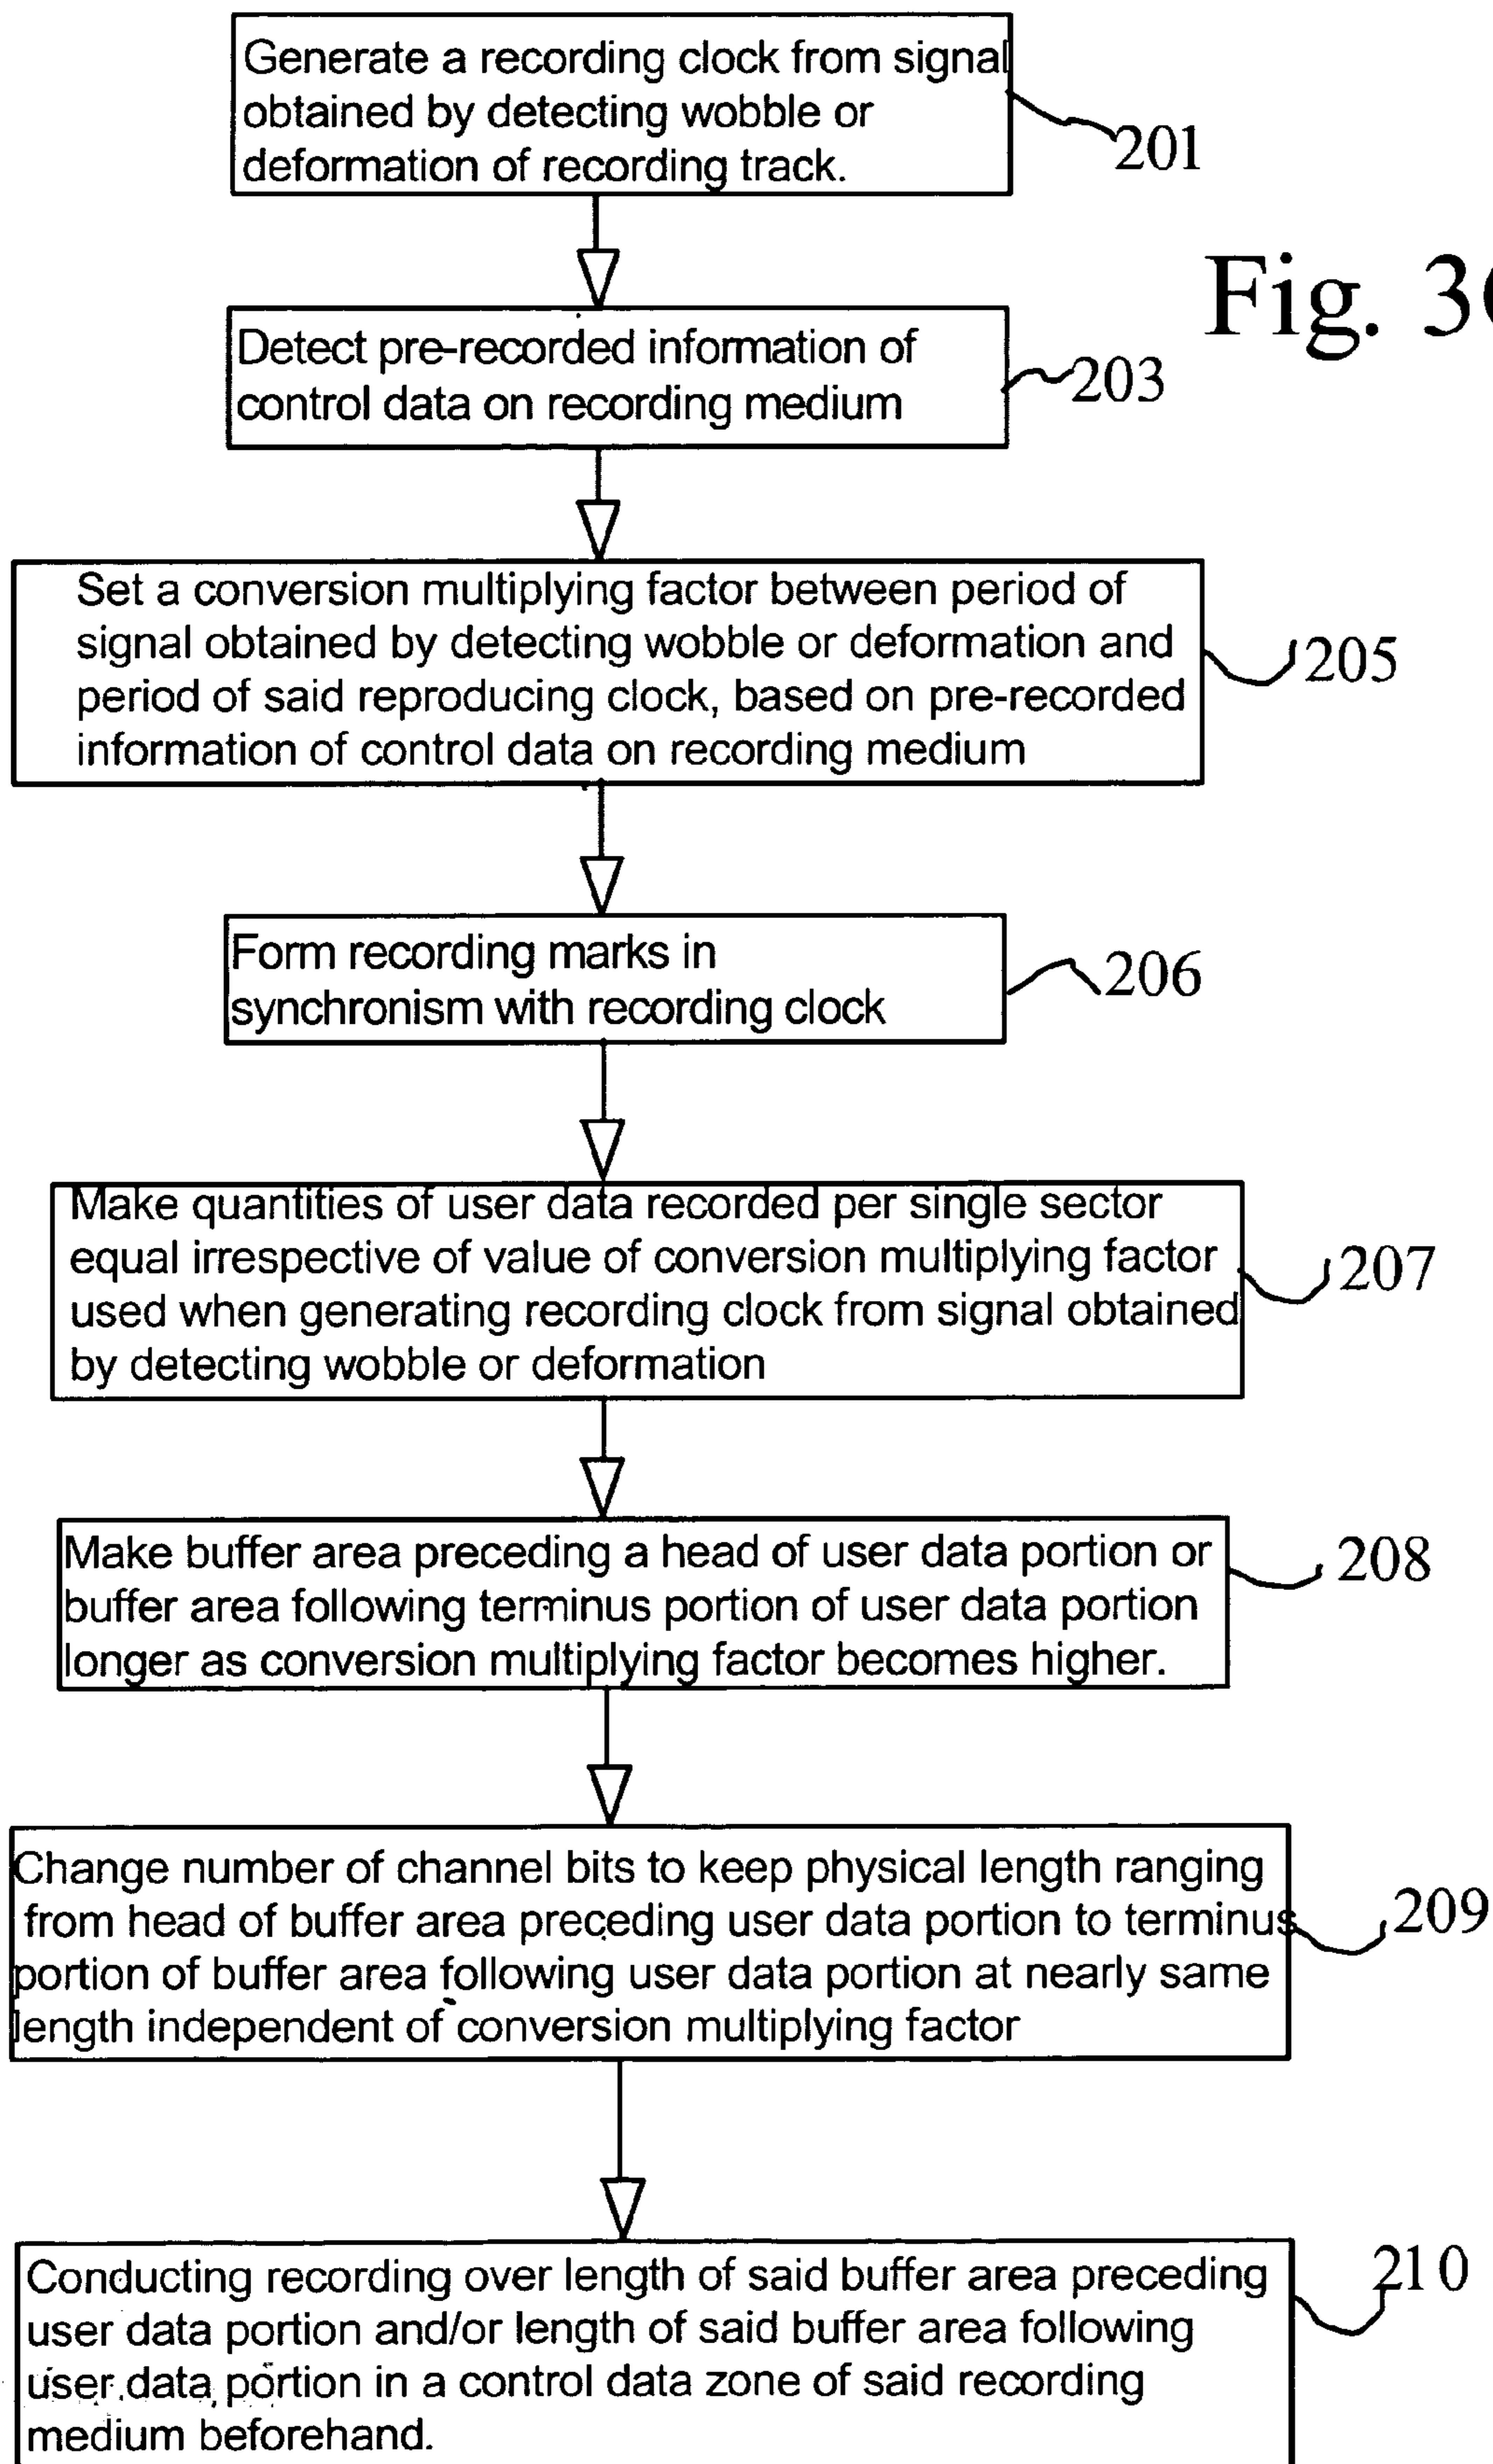 Generate a recording clock from signal
obtained by detecting wobble or
deformation of recording track.
201
Fig. 3
Detect pre-recorded information of
control data on recording medium
203
Set a conversion multiplying factor between period of
signal obtained by detecting wobble or deformation and
period of said reproducing clock, based on pre-recorded
information of control data on recording medium
205
Form recording marks in
synchronism with recording clock
206
Make quantities of user data recorded per single sector
equal irrespective of value of conversion multiplying factor
used when generating recording clock from signal obtained
by detecting wobble or deformation
207
Make buffer area preceding a head of user data portion or
buffer area following terminus portion of user data portion
longer as conversion multiplying factor becomes higher.
208
Change number of channel bits to keep physical length ranging
from head of buffer area preceding user data portion to terminus
portion of buffer area following user data portion at nearly same
length independent of conversion multiplying factor
209
Conducting recording over length of said buffer area preceding
user data portion and/or length of said buffer area following
user data portion in a control data zone of said recording
medium beforehand.
210